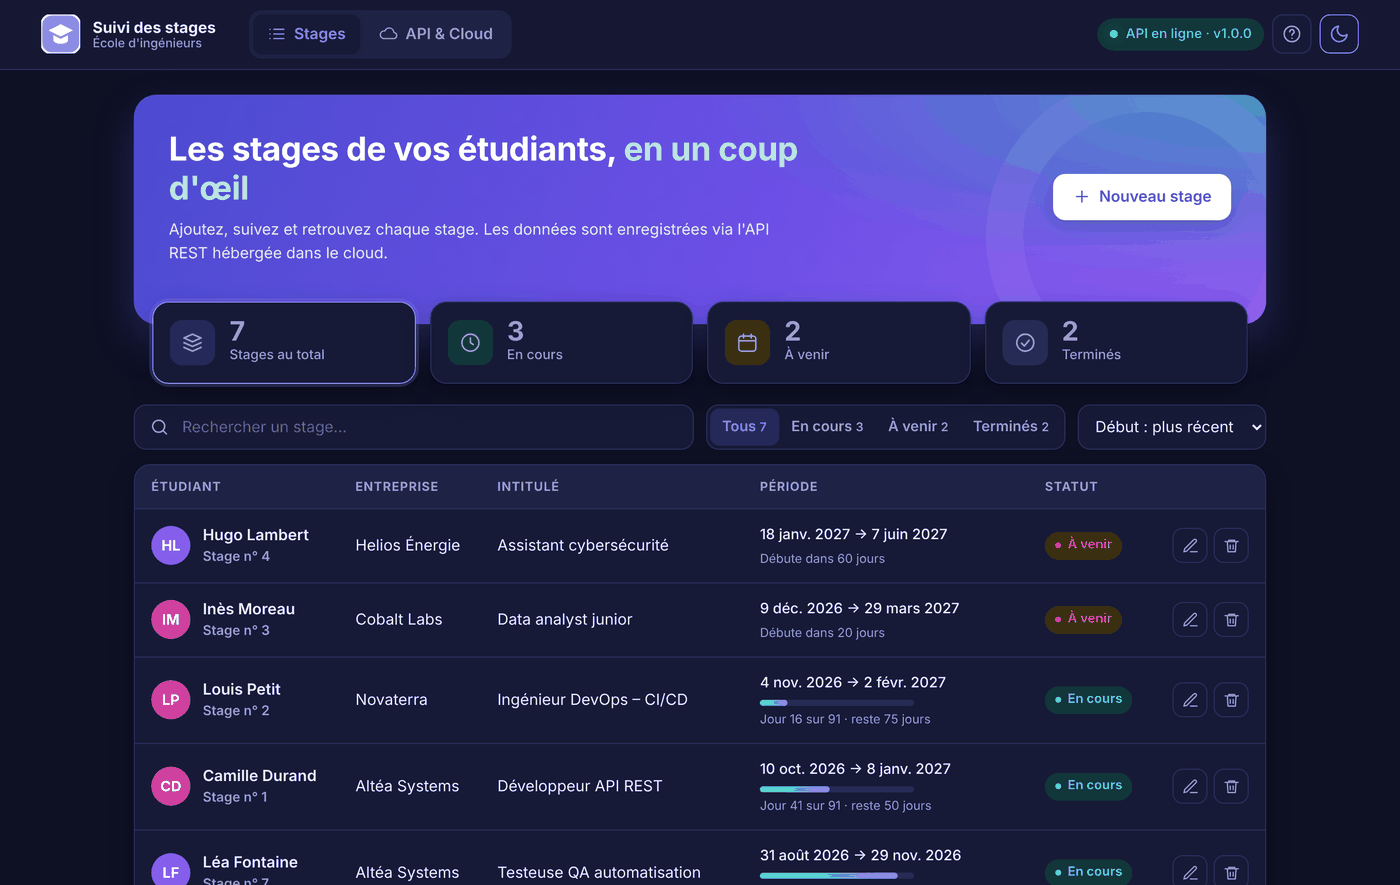 Suivi des stages
École d'ingénieurs
Stages
API & Cloud
API en ligne · v1.0.0
Les stages de vos étudiants, en un coup
d'œil
Ajoutez, suivez et retrouvez chaque stage. Les données sont enregistrées via l'API
REST hébergée dans le cloud.
+ Nouveau stage
7
Stages au total
3
En cours
2
À venir
2
Terminés
Rechercher un stage...
Tous 7
En cours 3
À venir 2
Terminés 2
Début : plus récent
ÉTUDIANT ENTREPRISE INTITULÉ PÉRIODE STATUT
HL
Hugo Lambert
Stage n° 4
Helios Énergie
Assistant cybersécurité
18 janv. 2027 → 7 juin 2027
Débute dans 60 jours
À venir
IM
Inès Moreau
Stage n° 3
Cobalt Labs
Data analyst junior
9 déc. 2026 → 29 mars 2027
Débute dans 20 jours
À venir
LP
Louis Petit
Stage n° 2
Novaterra
Ingénieur DevOps – CI/CD
4 nov. 2026 → 2 févr. 2027
Jour 16 sur 91 · reste 75 jours
En cours
CD
Camille Durand
Stage n° 1
Altéa Systems
Développeur API REST
10 oct. 2026 → 8 janv. 2027
Jour 41 sur 91 · reste 50 jours
En cours
LF
Léa Fontaine
Stage n° 7
Altéa Systems
Testeuse QA automatisation
31 août 2026 → 29 nov. 2026
En cours